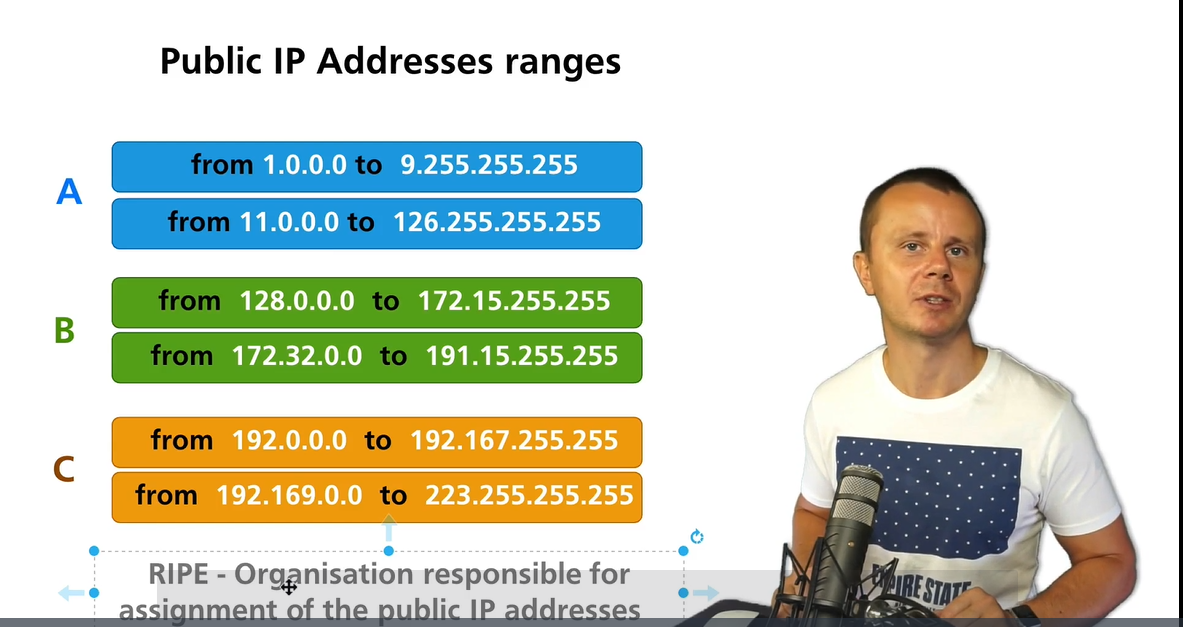 Public IP Addresses ranges
A
from 1.0.0.0 to 9.255.255.255
from 11.0.0.0 to 126.255.255.255
B
from 128.0.0.0 to 172.15.255.255
from 172.32.0.0 to 191.15.255.255
C
from 192.0.0.0 to 192.167.255.255
from 192.169.0.0 to 223.255.255.255
RIPE - Organisation responsible for
assignment of the public IP addresses
EMPIRE STATE